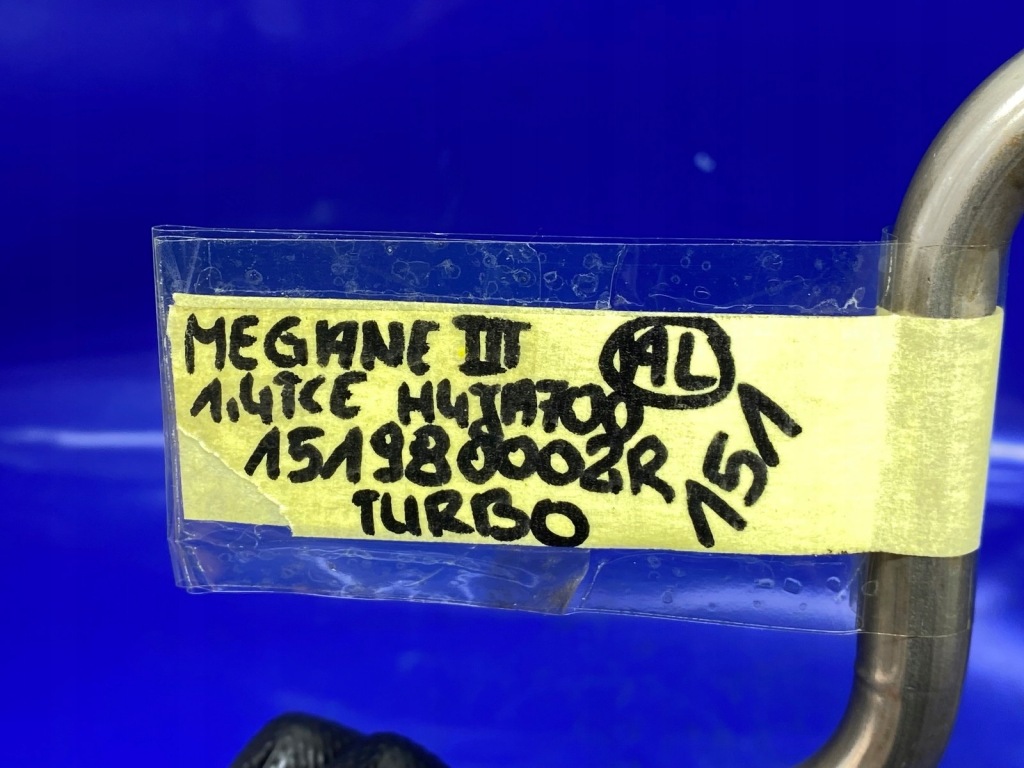 MEGANE III
AL
1.4TCE H4JA700
151980002R
TURBO
151